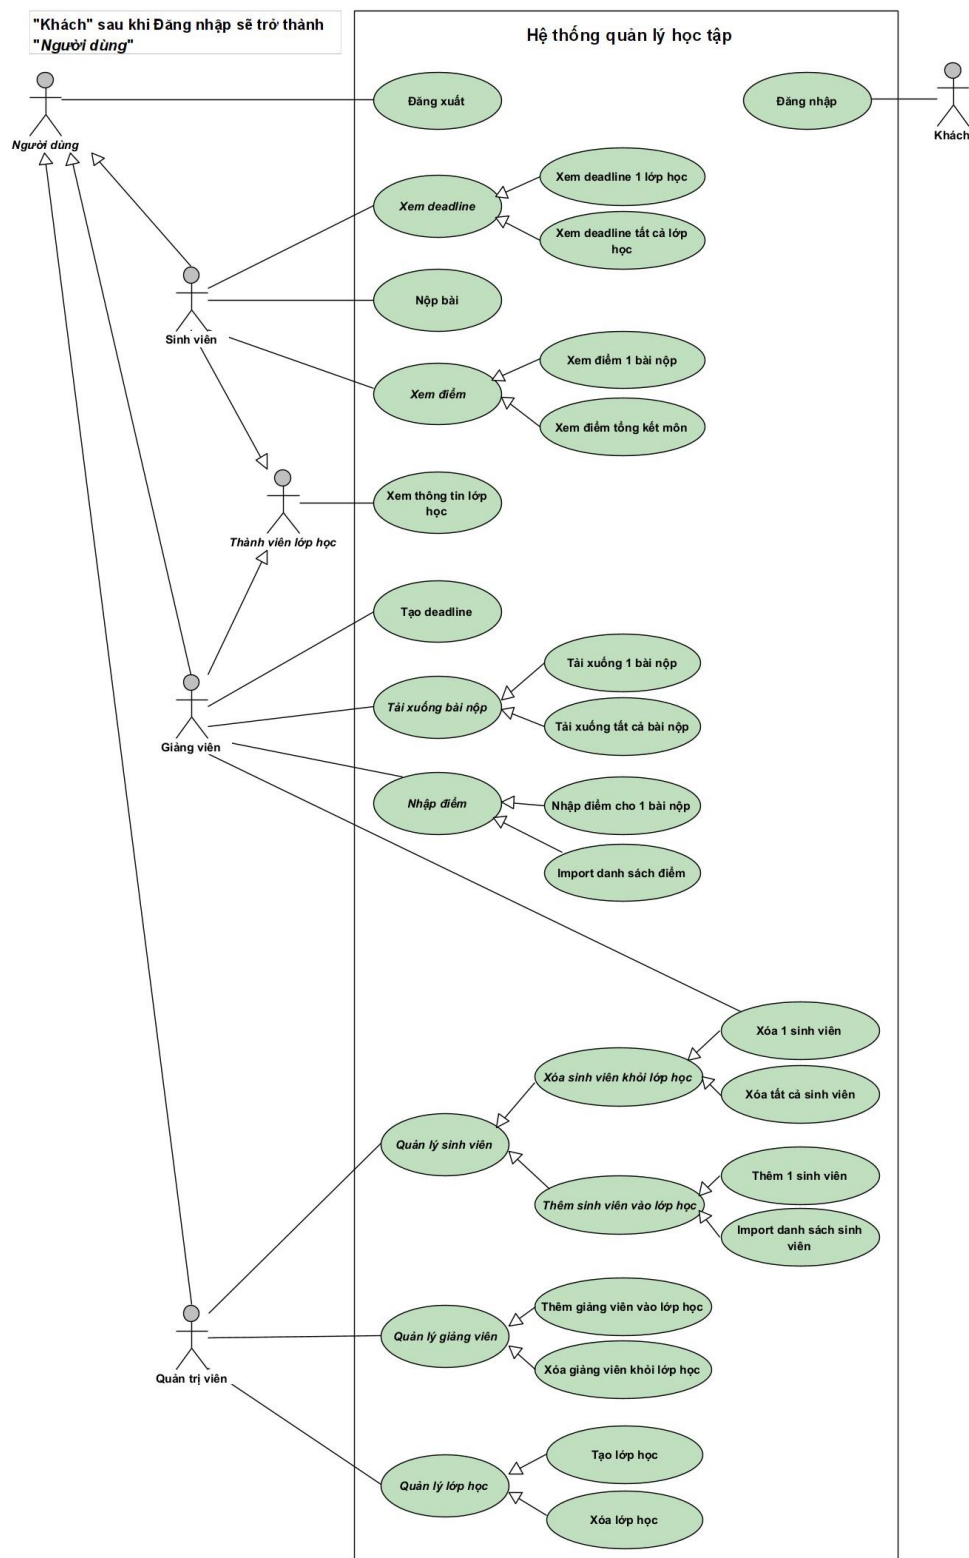 "Khách" sau khi Đăng nhập sẽ trở thành
"Người dùng"
Hệ thống quản lý học tập
Đăng xuất
Đăng nhập
Người dùng
Khách
Xem deadline 1 lớp học
Xem deadline
Xem deadline tất cả lớp
học
Nộp bài
Sinh viên
Xem điểm 1 bài nộp
Xem điểm
Xem điểm tổng kết môn
Xem thông tin lớp
học
Thành viên lớp học
Tạo deadline
Tải xuống 1 bài nộp
Tải xuống bài nộp
Tải xuống tất cả bài nộp
Giảng viên
Nhập điểm
Nhập điểm cho 1 bài nộp
Import danh sách điểm
Xóa 1 sinh viên
Xóa sinh viên khỏi lớp học
Xóa tất cả sinh viên
Quản lý sinh viên
Thêm 1 sinh viên
Thêm sinh viên vào lớp học
Import danh sách sinh
viên
Thêm giảng viên vào lớp học
Quản lý giảng viên
Xóa giảng viên khỏi lớp học
Quản trị viên
Tạo lớp học
Quản lý lớp học
Xóa lớp học